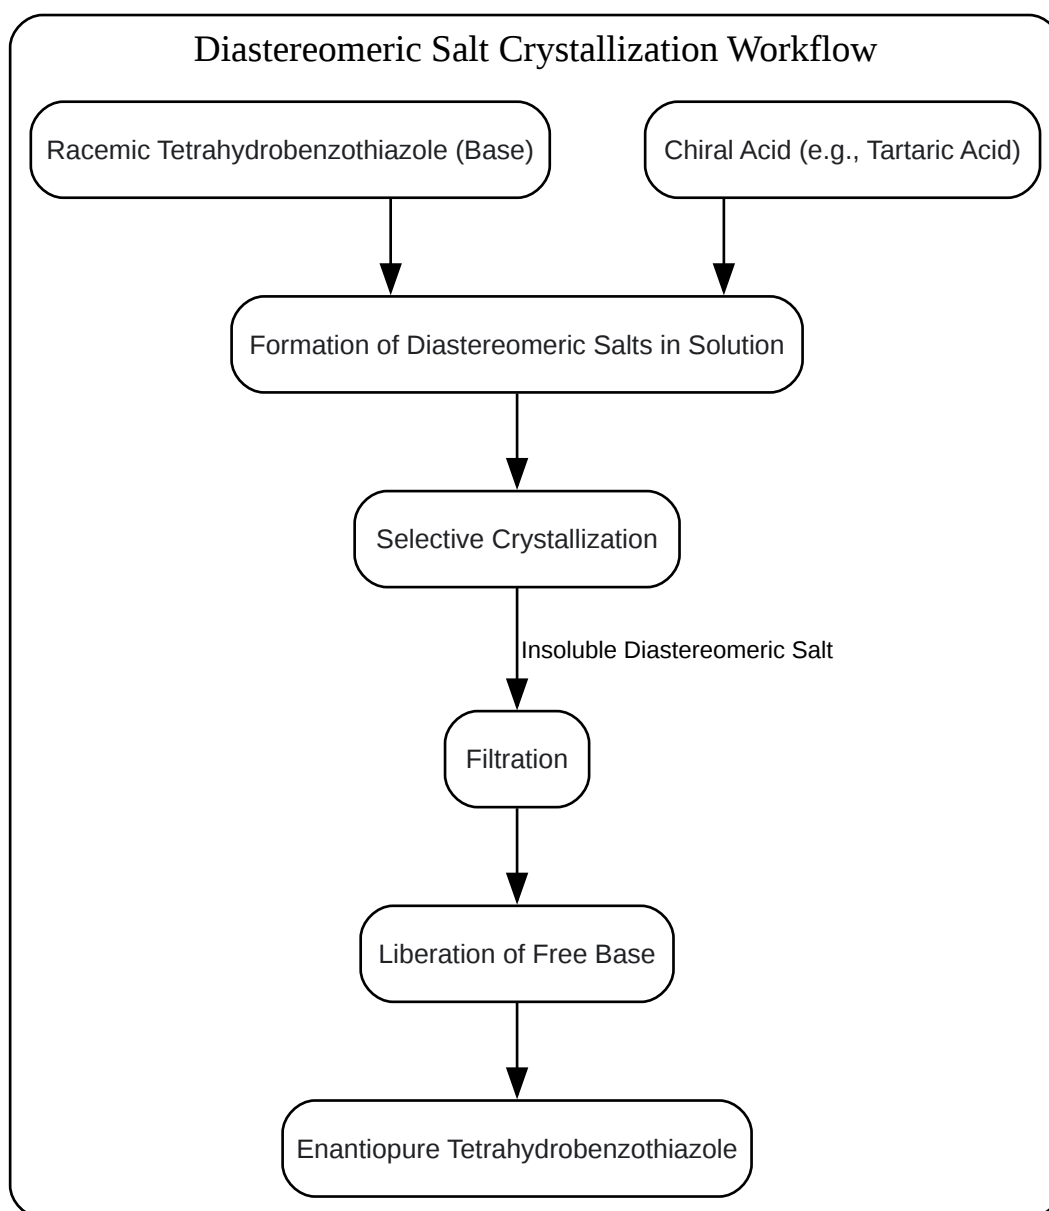 Diastereomeric Salt Crystallization Workflow
Racemic Tetrahydrobenzothiazole (Base)
Chiral Acid (e.g., Tartaric Acid)
Formation of Diastereomeric Salts in Solution
Selective Crystallization
Insoluble Diastereomeric Salt
Filtration
Liberation of Free Base
Enantiopure Tetrahydrobenzothiazole